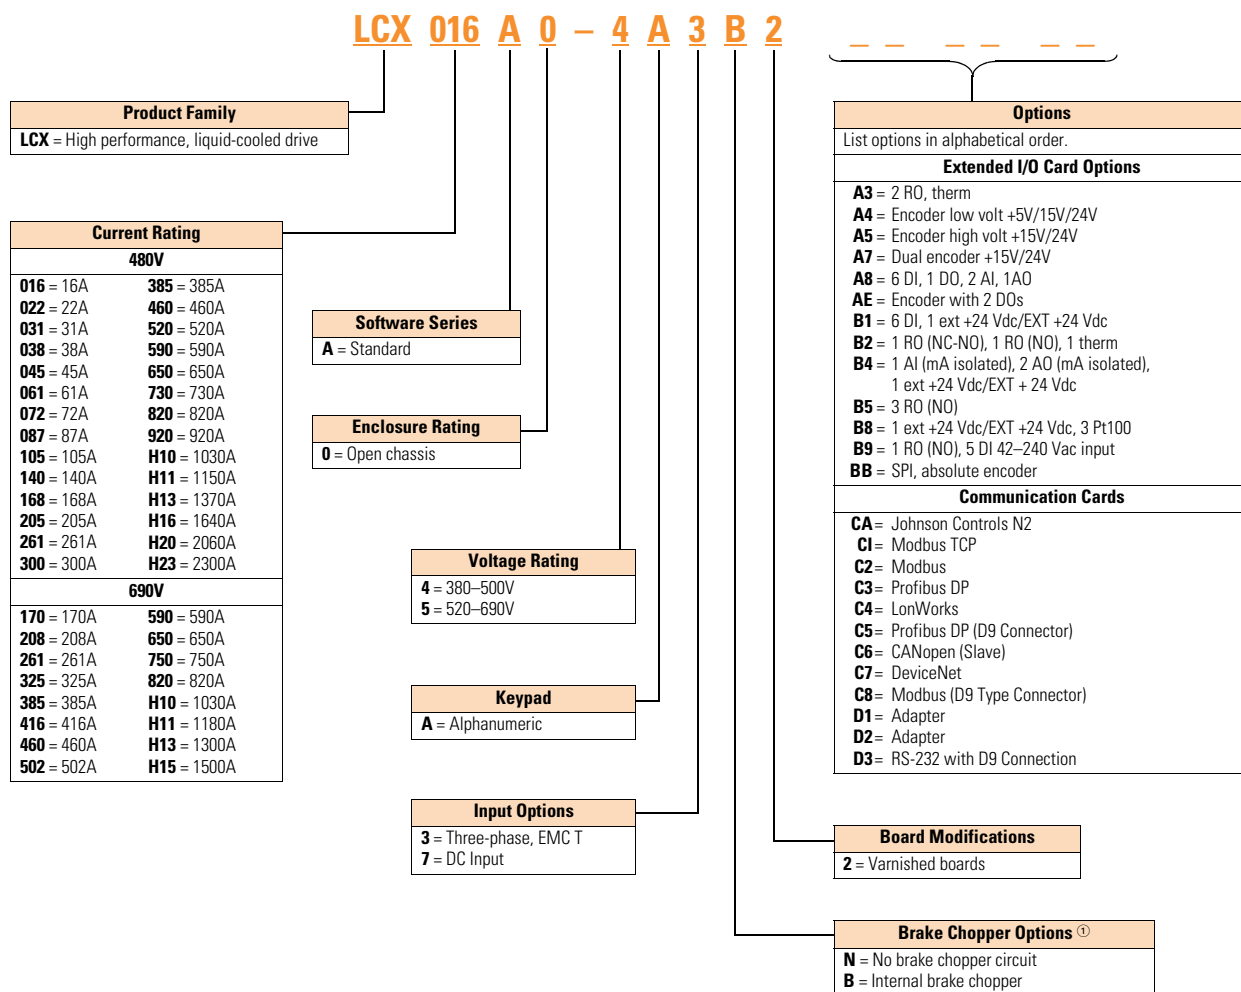 LCX 016 A 0 – 4 A 3 B 2 _ _ _ _ _ _
Product Family
LCX = High performance, liquid-cooled drive
Current Rating
480V
016 = 16A 385 = 385A
022 = 22A 460 = 460A
031 = 31A 520 = 520A
038 = 38A 590 = 590A
045 = 45A 650 = 650A
061 = 61A 730 = 730A
072 = 72A 820 = 820A
087 = 87A 920 = 920A
105 = 105A H10 = 1030A
140 = 140A H11 = 1150A
168 = 168A H13 = 1370A
205 = 205A H16 = 1640A
261 = 261A H20 = 2060A
300 = 300A H23 = 2300A
690V
170 = 170A 590 = 590A
208 = 208A 650 = 650A
261 = 261A 750 = 750A
325 = 325A 820 = 820A
385 = 385A H10 = 1030A
416 = 416A H11 = 1180A
460 = 460A H13 = 1300A
502 = 502A H15 = 1500A
Software Series
A = Standard
Enclosure Rating
0 = Open chassis
Voltage Rating
4 = 380–500V
5 = 520–690V
Keypad
A = Alphanumeric
Input Options
3 = Three-phase, EMC T
7 = DC Input
Options
List options in alphabetical order.
Extended I/O Card Options
A3 = 2 RO, therm
A4 = Encoder low volt +5V/15V/24V
A5 = Encoder high volt +15V/24V
A7 = Dual encoder +15V/24V
A8 = 6 DI, 1 DO, 2 AI, 1AO
AE = Encoder with 2 DOs
B1 = 6 DI, 1 ext +24 Vdc/EXT +24 Vdc
B2 = 1 RO (NC-NO), 1 RO (NO), 1 therm
B4 = 1 AI (mA isolated), 2 AO (mA isolated),
1 ext +24 Vdc/EXT + 24 Vdc
B5 = 3 RO (NO)
B8 = 1 ext +24 Vdc/EXT +24 Vdc, 3 Pt100
B9 = 1 RO (NO), 5 DI 42–240 Vac input
BB = SPI, absolute encoder
Communication Cards
CA = Johnson Controls N2
CI = Modbus TCP
C2 = Modbus
C3 = Profibus DP
C4 = LonWorks
C5 = Profibus DP (D9 Connector)
C6 = CANopen (Slave)
C7 = DeviceNet
C8 = Modbus (D9 Type Connector)
D1 = Adapter
D2 = Adapter
D3 = RS-232 with D9 Connection
Board Modifications
2 = Varnished boards
Brake Chopper Options ①
N = No brake chopper circuit
B = Internal brake chopper